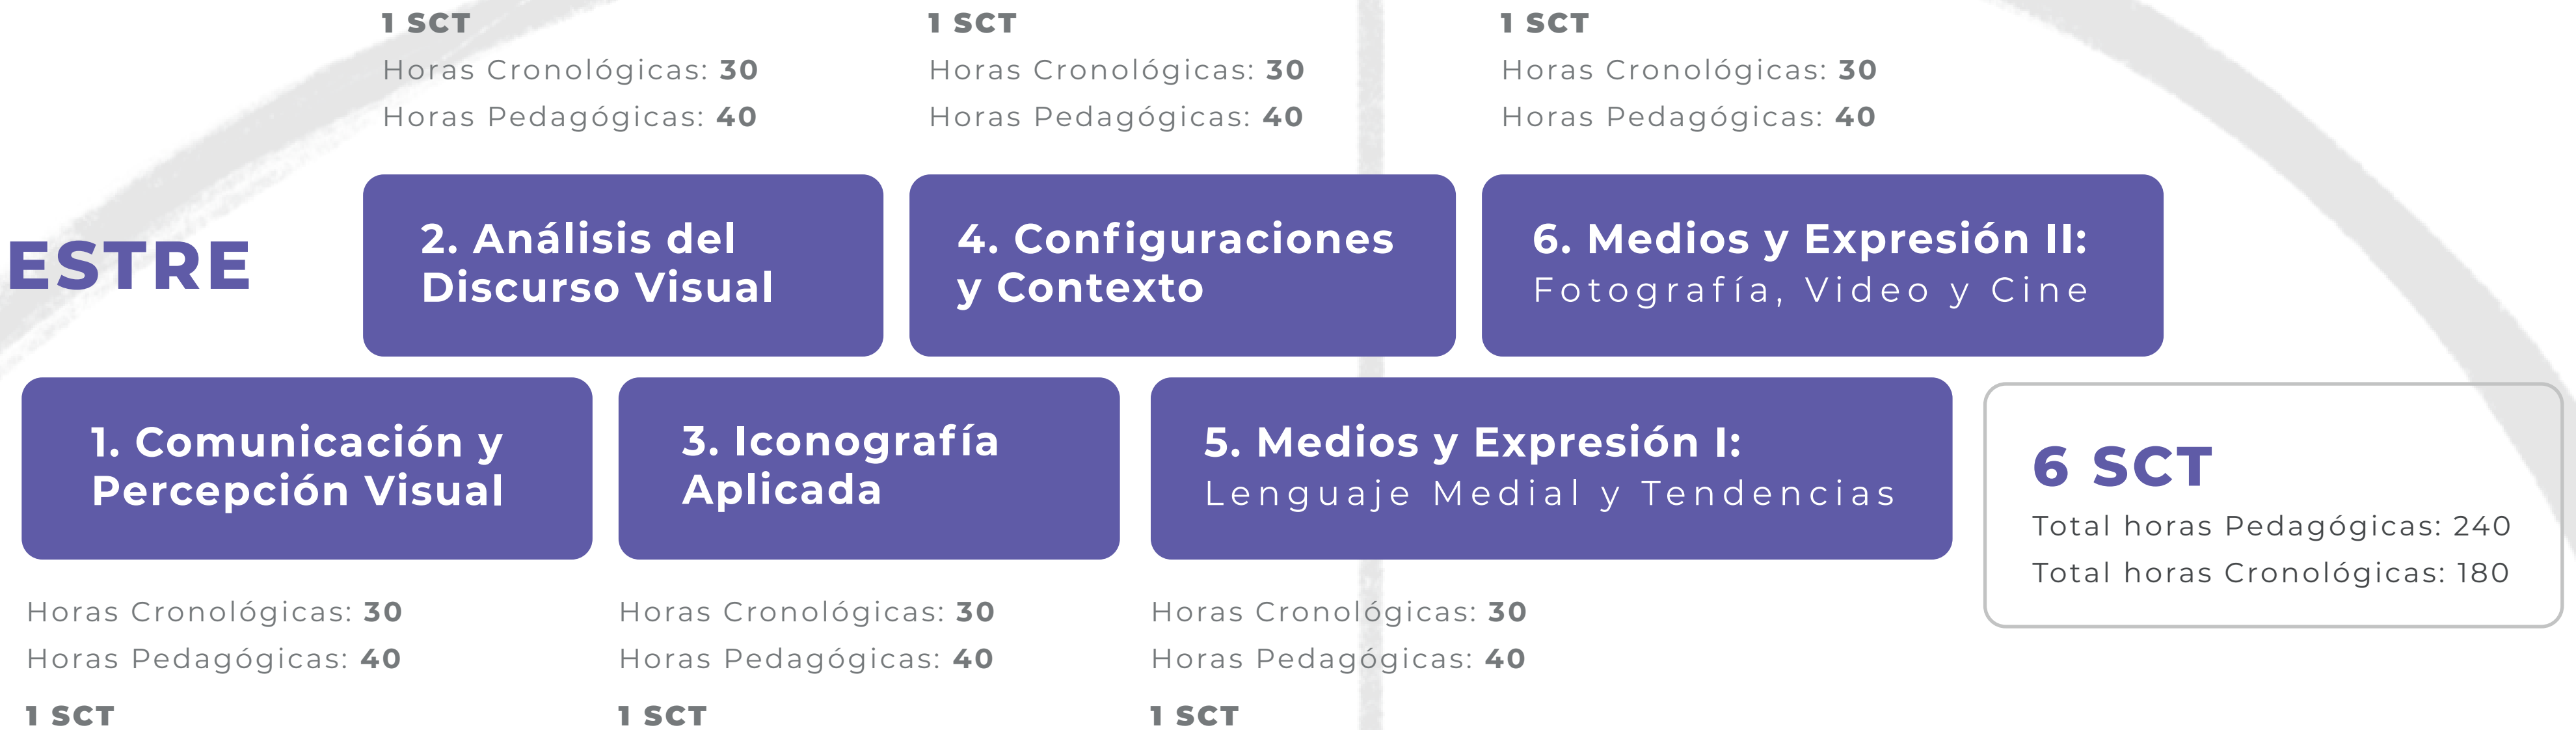 1 SCT
Horas Cronológicas: 30
Horas Pedagógicas: 40
1 SCT
Horas Cronológicas: 30
Horas Pedagógicas: 40
1 SCT
Horas Cronológicas: 30
Horas Pedagógicas: 40
ESTRE
2. Análisis del
Discurso Visual
4. Configuraciones
y Contexto
6. Medios y Expresión II:
Fotografía, Video y Cine
1. Comunicación y
Percepción Visual
3. Iconografía
Aplicada
5. Medios y Expresión I:
Lenguaje Medial y Tendencias
6 SCT
Total horas Pedagógicas: 240
Total horas Cronológicas: 180
Horas Cronológicas: 30
Horas Pedagógicas: 40
1 SCT
Horas Cronológicas: 30
Horas Pedagógicas: 40
1 SCT
Horas Cronológicas: 30
Horas Pedagógicas: 40
1 SCT